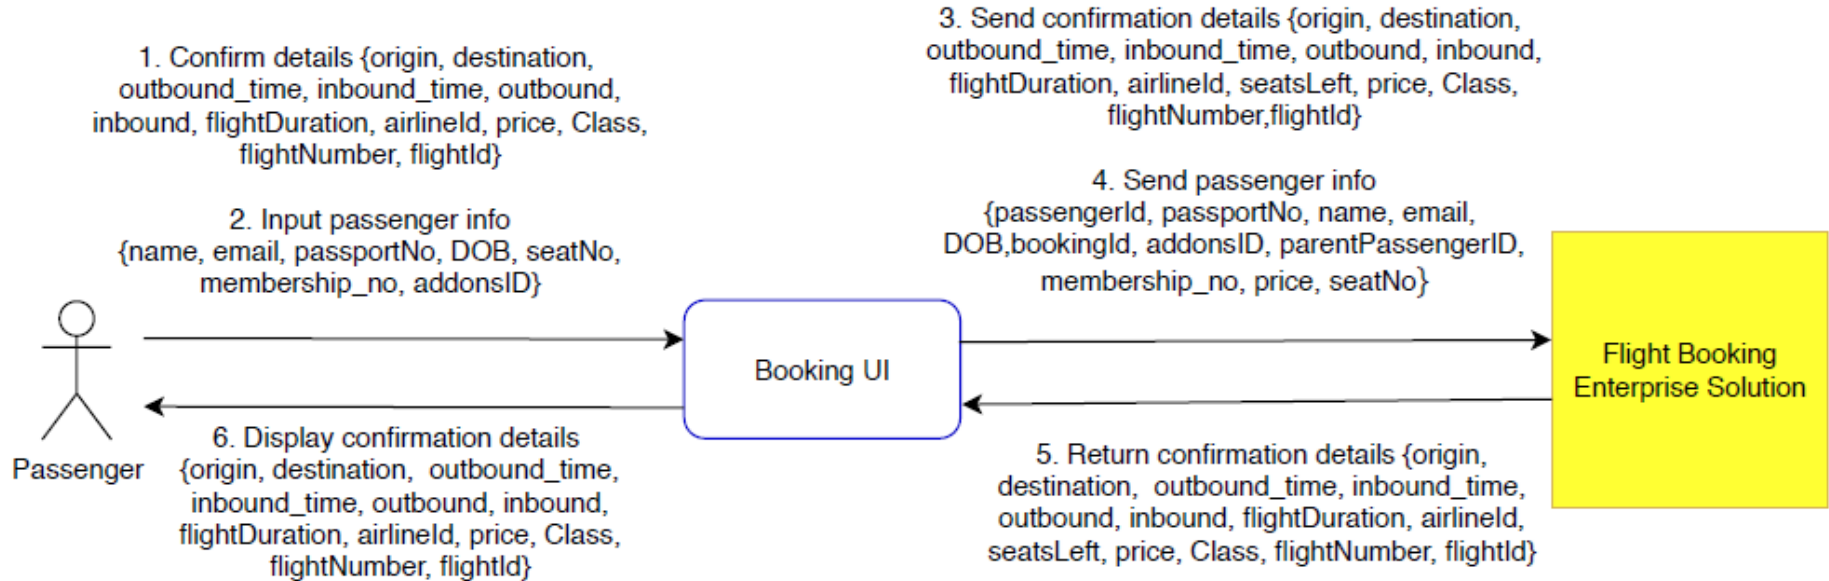 1. Confirm details {origin, destination,
outbound_time, inbound_time, outbound,
inbound, flightDuration, airlineId, price, Class,
flightNumber, flightId}
2. Input passenger info
{name, email, passportNo, DOB, seatNo,
membership_no, addonsID}
3. Send confirmation details {origin, destination,
outbound_time, inbound_time, outbound, inbound,
flightDuration, airlineId, seatsLeft, price, Class,
flightNumber,flightId}
4. Send passenger info
{passengerId, passportNo, name, email,
DOB,bookingId, addonsID, parentPassengerID,
membership_no, price, seatNo}
Passenger
Booking UI
Flight Booking
Enterprise Solution
6. Display confirmation details
{origin, destination, outbound_time,
inbound_time, outbound, inbound,
flightDuration, airlineId, price, Class,
flightNumber, flightId}
5. Return confirmation details {origin,
destination, outbound_time, inbound_time,
outbound, inbound, flightDuration, airlineId,
seatsLeft, price, Class, flightNumber, flightId}